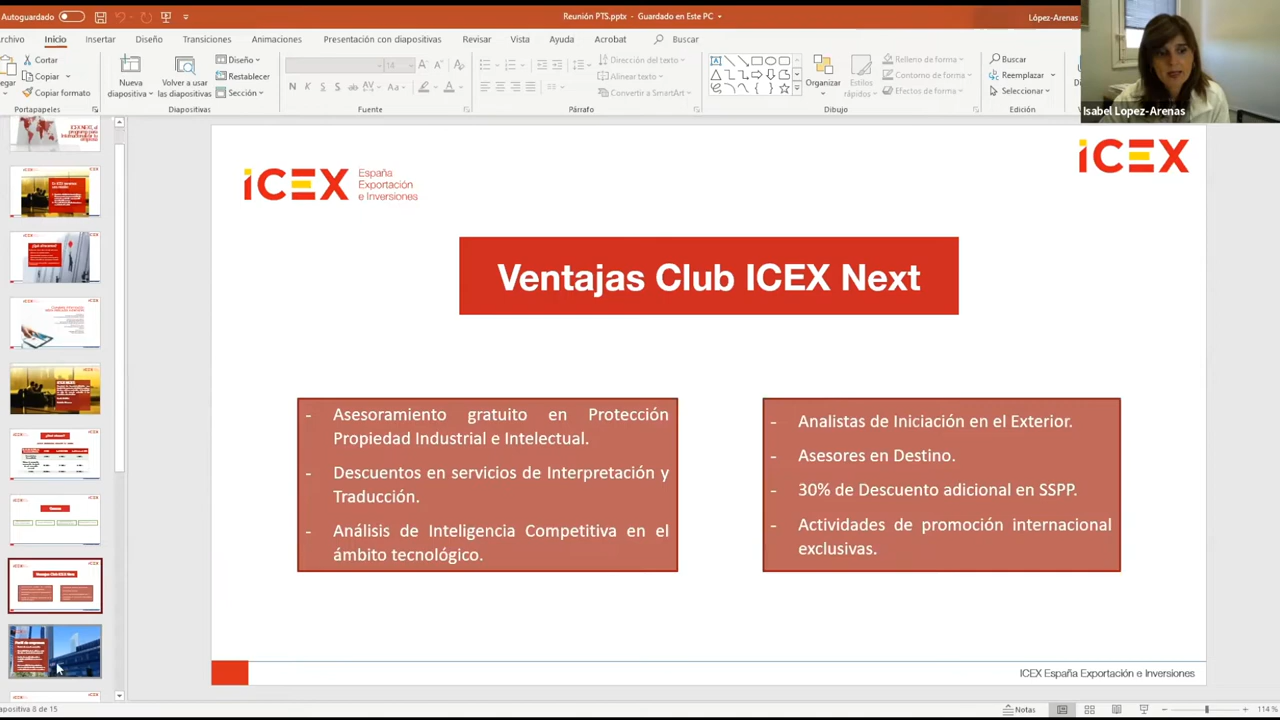 Autoguardado
Reunión PTS.pptx - Guardado en Este PC
López-Arenas
Archivo Inicio Insertar Diseño Transiciones Animaciones Presentación con diapositivas Revisar Vista Ayuda Acrobat Buscar
Cortar
Copiar
Copiar formato
Portapapeles
Nueva diapositiva
Volver a usar las diapositivas
Diseño
Restablecer
Sección
Diapositivas
14
N K S S ab AV Aa A
Fuente
Dirección del texto
Alinear texto
Convertir a SmartArt
Párrafo
Organizar
Estilos rápidos
Relleno de forma
Contorno de forma
Efectos de forma
Dibujo
Buscar
Reemplazar
Seleccionar
Edición
Isabel Lopez-Arenas
iCEX
España
Exportación
e Inversiones
iCEX
Ventajas Club ICEX Next
- Asesoramiento gratuito en Protección
Propiedad Industrial e Intelectual.
- Descuentos en servicios de Interpretación y
Traducción.
- Análisis de Inteligencia Competitiva en el
ámbito tecnológico.
- Analistas de Iniciación en el Exterior.
- Asesores en Destino.
- 30% de Descuento adicional en SSPP.
- Actividades de promoción internacional
exclusivas.
ICEX España Exportación e Inversiones
apositiva 8 de 15
Notas
114 %